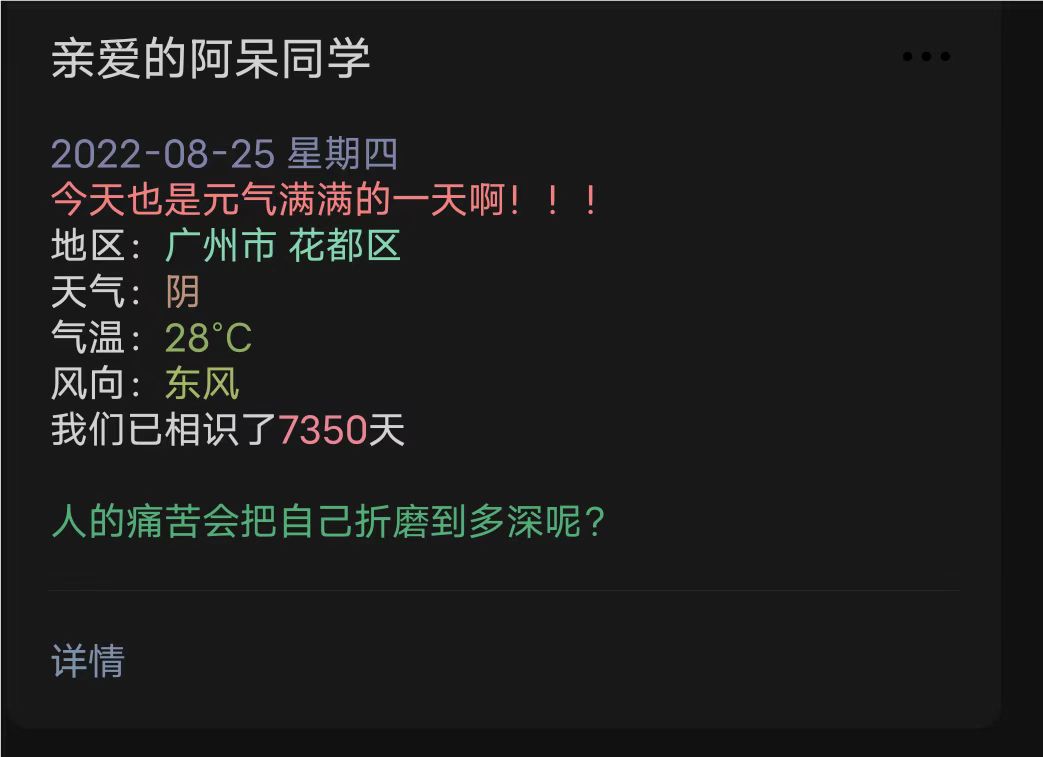 亲爱的阿呆同学
2022-08-25 星期四
今天也是元气满满的一天啊！！！
地区：广州市 花都区
天气：阴
气温：28°C
风向：东风
我们已相识了7350天
人的痛苦会把自己折磨到多深呢？
详情